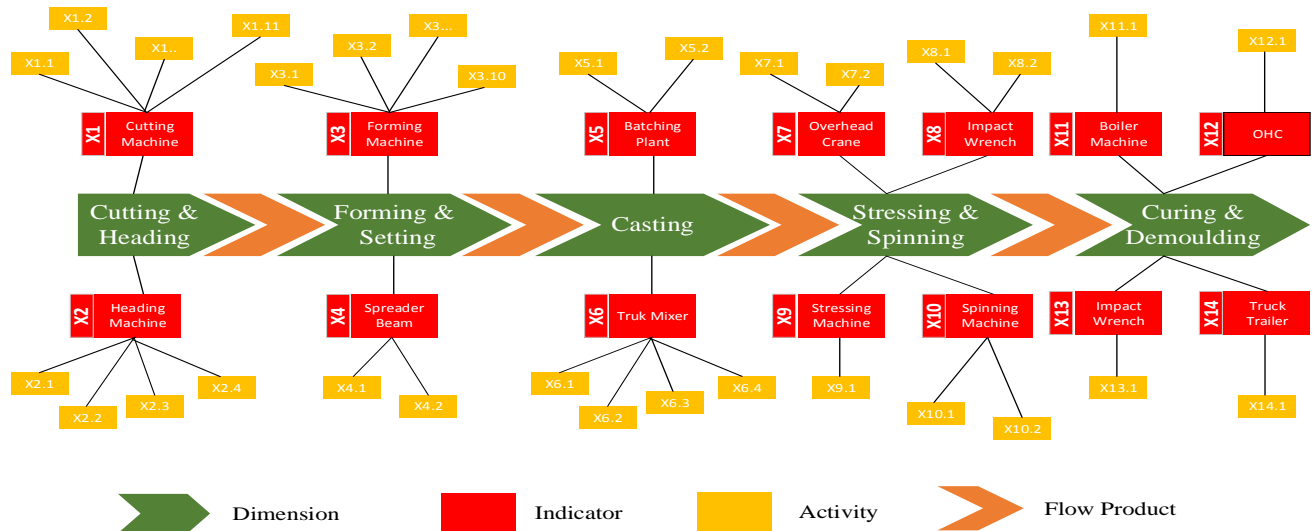 X1.2
X1.11
X3...
X11.1
X3.2
X5.2
X8.1
X12.1
X1..
X1.1
X3.1
X3.10
X5.1
X7.1
X7.2
X8.2
X1
Cutting
Machine
X3
Forming
Machine
X5
Batching
Plant
X7
Overhead
Crane
X8
Impact
Wrench
X11
Boiler
Machine
X12
OHC
Cutting &
Heading
Forming &
Setting
Casting
Stressing &
Spinning
Curing &
Demoulding
X2
Heading
Machine
X4
Spreader
Beam
X6
Truk Mixer
X9
Stressing
Machine
X10
Spinning
Machine
X13
Impact
Wrench
X14
Truck
Trailer
X2.1
X2.2
X2.3
X2.4
X4.1
X4.2
X6.1
X6.2
X6.3
X6.4
X9.1
X10.1
X10.2
X13.1
X14.1
Dimension
Indicator
Activity
Flow Product